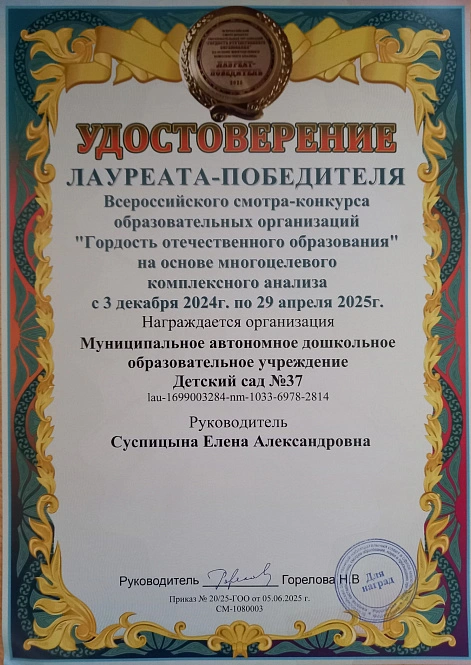 ЛАУРЕАТ-
ПОБЕДИТЕЛЬ
УДОСТОВЕРЕНИЕ
ЛАУРЕАТА-ПОБЕДИТЕЛЯ
Всероссийского смотра-конкурса
образовательных организаций
"Гордость отечественного образования"
на основе многоцелевого
комплексного анализа
с 3 декабря 2024г. по 29 апреля 2025г.
Награждается организация
Муниципальное автономное дошкольное
образовательное учреждение
Детский сад №37
lau-1699003284-nm-1033-6978-2814
Руководитель
Суспицына Елена Александровна
Руководитель Горелова Н.В
Приказ № 20/25-ГОО от 05.06.2025 г.
СМ-1080003
Для
наград